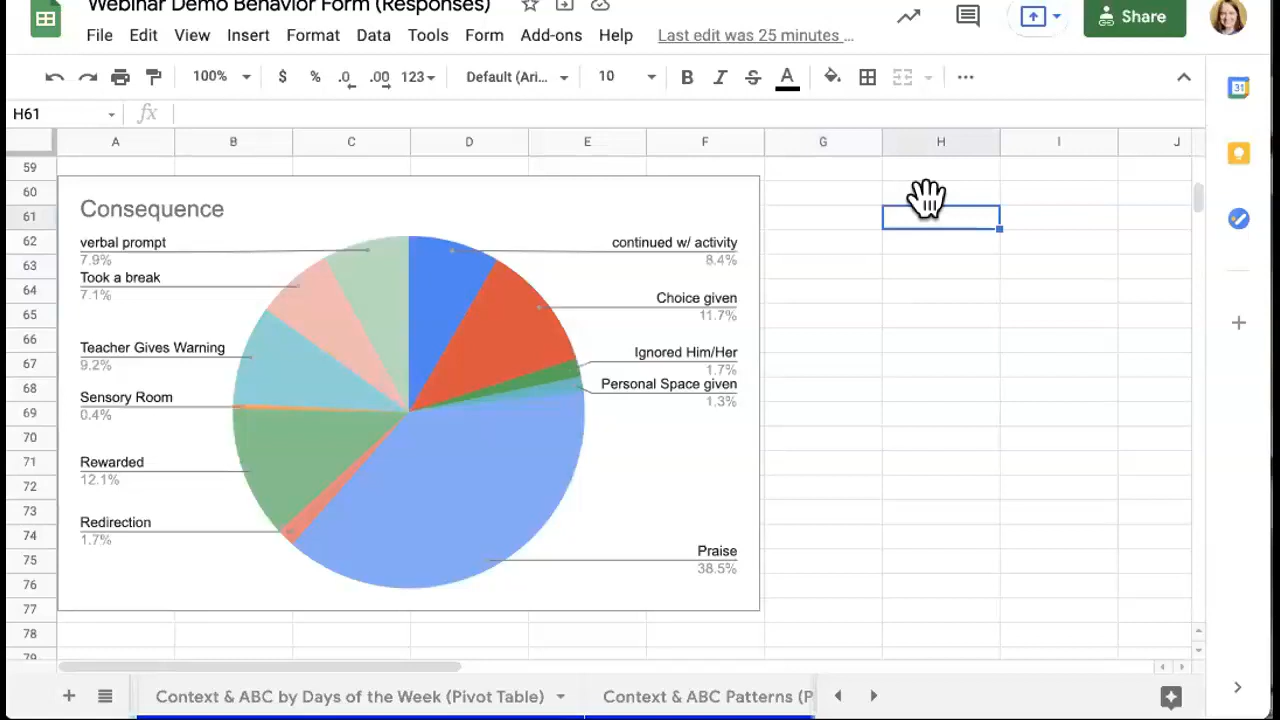 Webinar Demo Behavior Form (Responses)
File Edit View Insert Format Data Tools Form Add-ons Help Last edit was 25 minutes …
Share
100% $ % .0 .00 123 Default (Ari... 10 B I S A
H61 fx
A B C D E F G H I J
31
59
60
61
62
63
64
65
66
67
68
69
70
71
72
73
74
75
76
77
78
79
Consequence
verbal prompt
7.9%
Took a break
7.1%
Teacher Gives Warning
9.2%
Sensory Room
0.4%
Rewarded
12.1%
Redirection
1.7%
continued w/ activity
8.4%
Choice given
11.7%
Ignored Him/Her
1.7%
Personal Space given
1.3%
Praise
38.5%
Context & ABC by Days of the Week (Pivot Table) Context & ABC Patterns (P